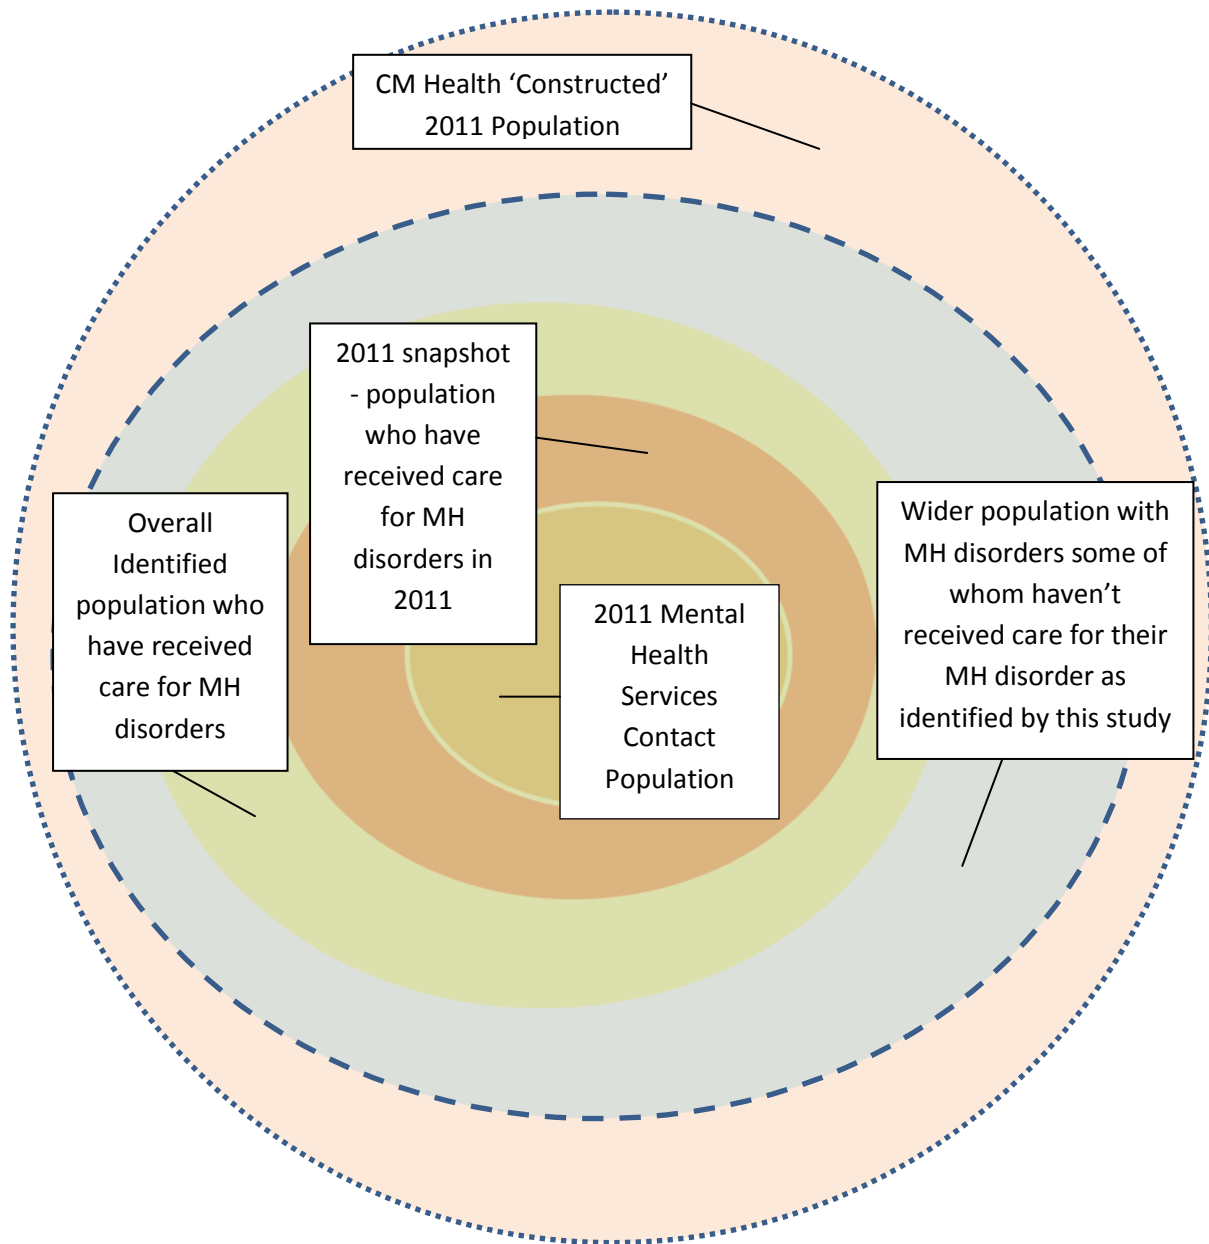 CM Health ‘Constructed’
2011 Population
2011 snapshot
- population
who have
received care
for MH
disorders in
2011
Overall
Identified
population who
have received
care for MH
disorders
2011 Mental
Health
Services
Contact
Population
Wider population with
MH disorders some of
whom haven’t
received care for their
MH disorder as
identified by this study